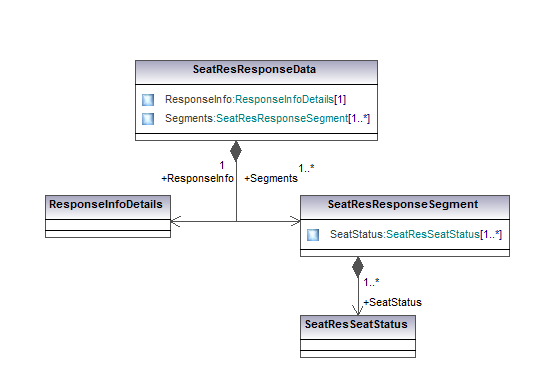 SeatResResponseData
ResponseInfo:ResponseInfoDetails[1]
Segments:SeatResResponseSegment[1..*]
1
1..*
+ResponseInfo
+Segments
ResponseInfoDetails
SeatResResponseSegment
SeatStatus:SeatResSeatStatus[1..*]
1..*
+SeatStatus
SeatResSeatStatus